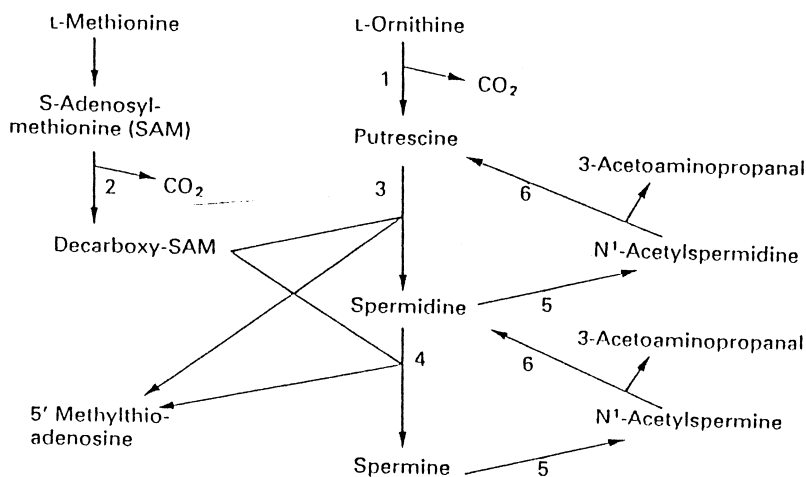 L-Methionine
L-Ornithine
1
CO₂
S-Adenosyl-
methionine (SAM)
Putrescine
3-Acetoaminopropanal
2
CO₂
3
6
Decarboxy-SAM
N¹-Acetylspermidine
Spermidine
5
3-Acetoaminopropanal
4
6
5′ Methylthio-
adenosine
N¹-Acetylspermine
Spermine
5